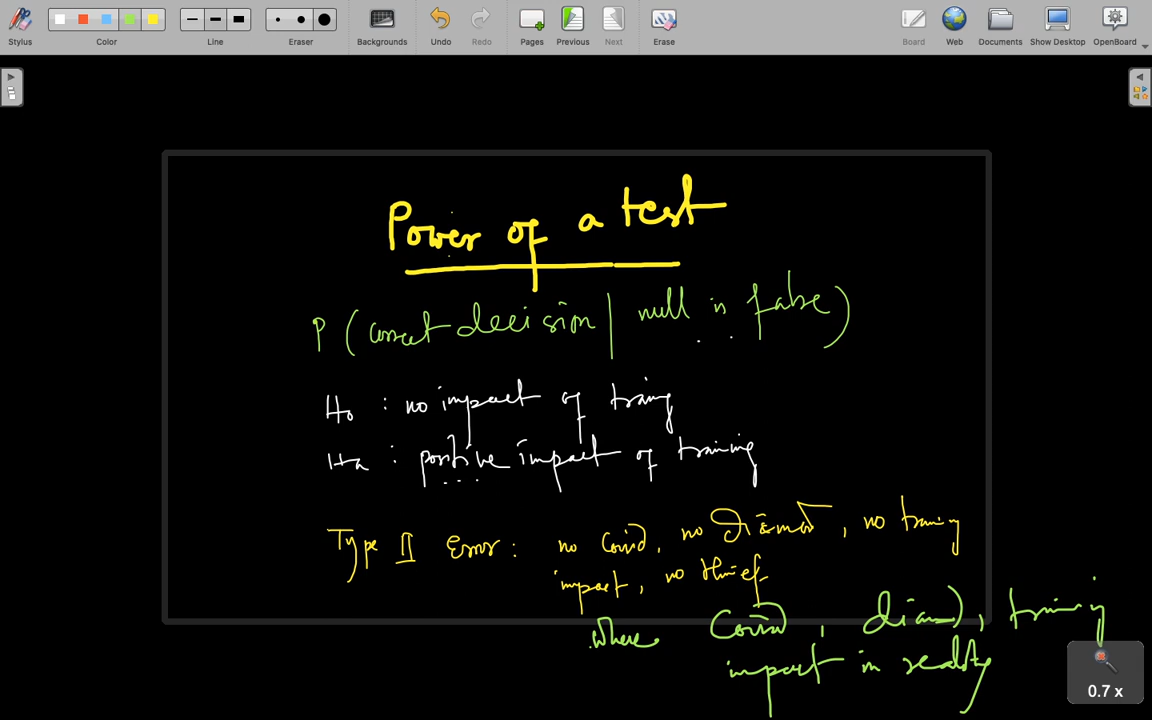 Stylus Color Line Eraser Backgrounds Undo Redo Pages Previous Next Erase Board Web Documents Show Desktop OpenBoard
Power of a test
P (correct decision | null is false)
H0 : no impact of traing
Ha : positive impact of training
Type II Error : no Covid, no Diamond, no training
impact, no thief
where Covid, diamond, training
impact in reality
0.7 x